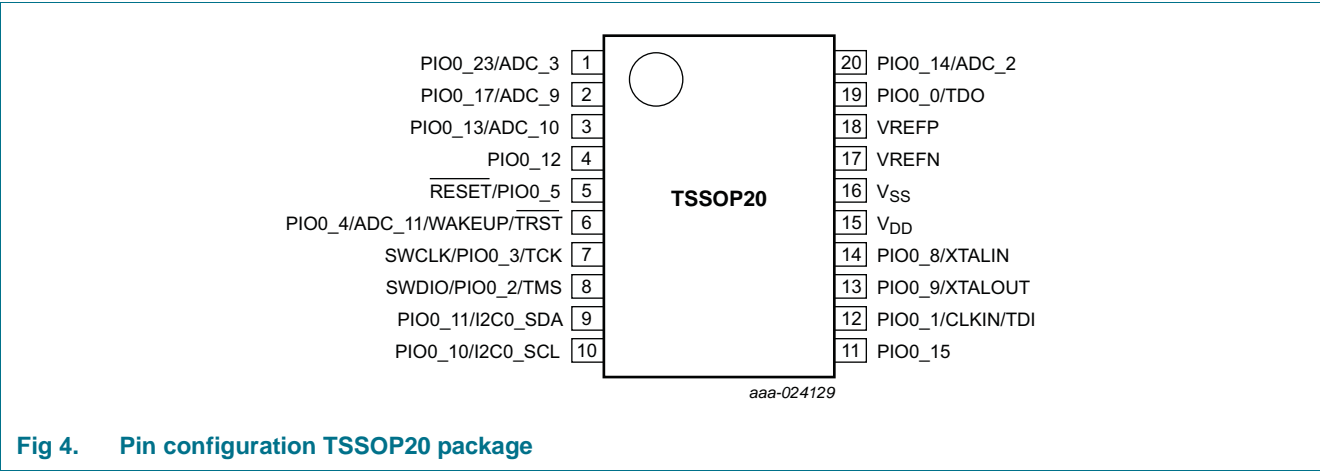 PIO0_23/ADC_3 1
PIO0_17/ADC_9 2
PIO0_13/ADC_10 3
PIO0_12 4
RESET/PIO0_5 5
PIO0_4/ADC_11/WAKEUP/TRST 6
SWCLK/PIO0_3/TCK 7
SWDIO/PIO0_2/TMS 8
PIO0_11/I2C0_SDA 9
PIO0_10/I2C0_SCL 10
TSSOP20
20 PIO0_14/ADC_2
19 PIO0_0/TDO
18 VREFP
17 VREFN
16 VSS
15 VDD
14 PIO0_8/XTALIN
13 PIO0_9/XTALOUT
12 PIO0_1/CLKIN/TDI
11 PIO0_15
aaa-024129
Fig 4. Pin configuration TSSOP20 package